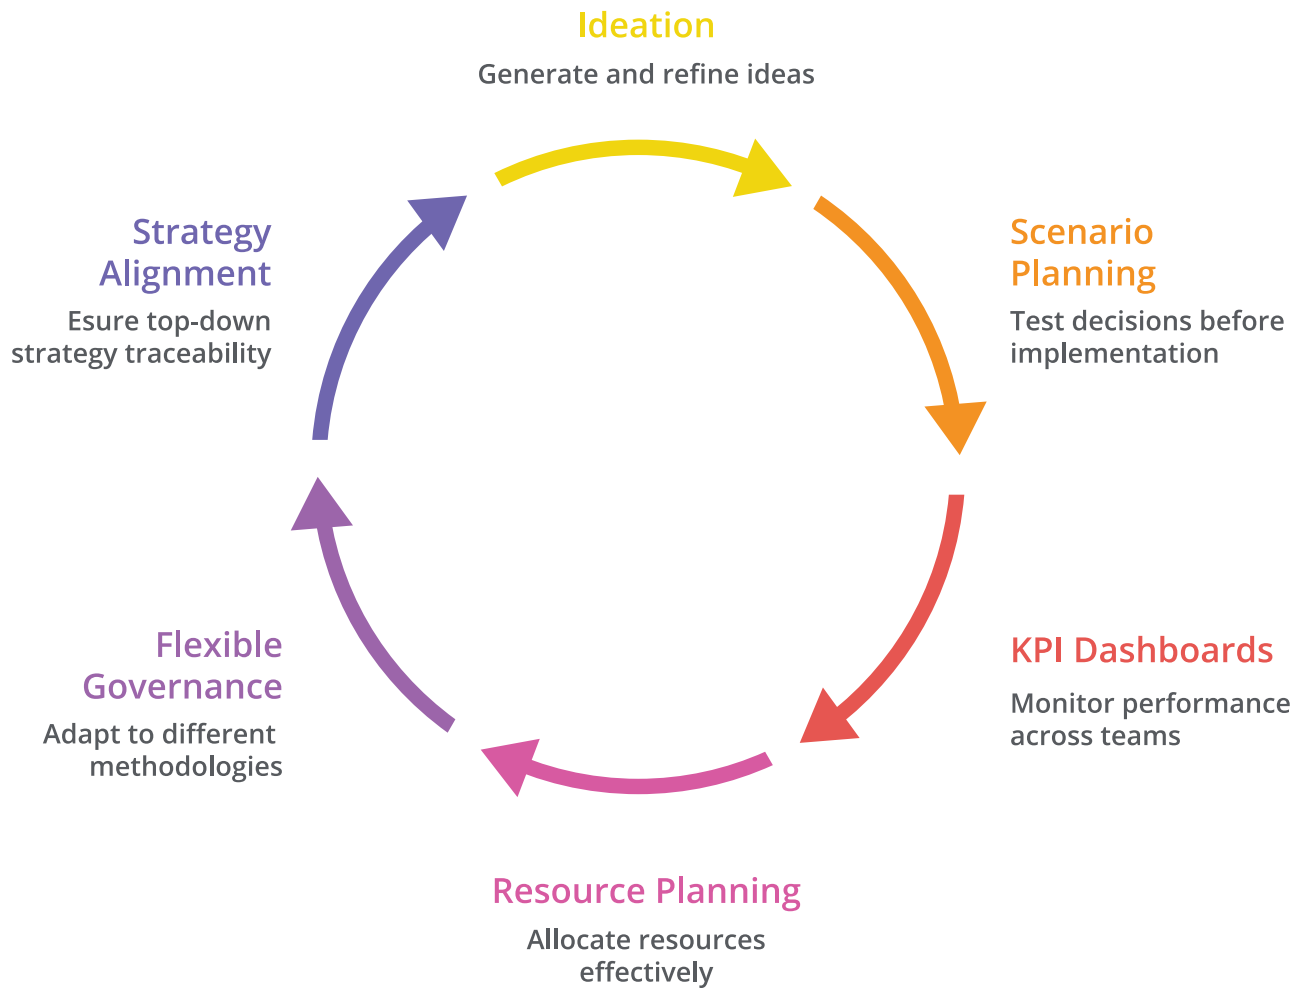 Ideation
Generate and refine ideas
Scenario
Planning
Test decisions before
implementation
KPI Dashboards
Monitor performance
across teams
Resource Planning
Allocate resources
effectively
Flexible
Governance
Adapt to different
methodologies
Strategy
Alignment
Esure top-down
strategy traceability